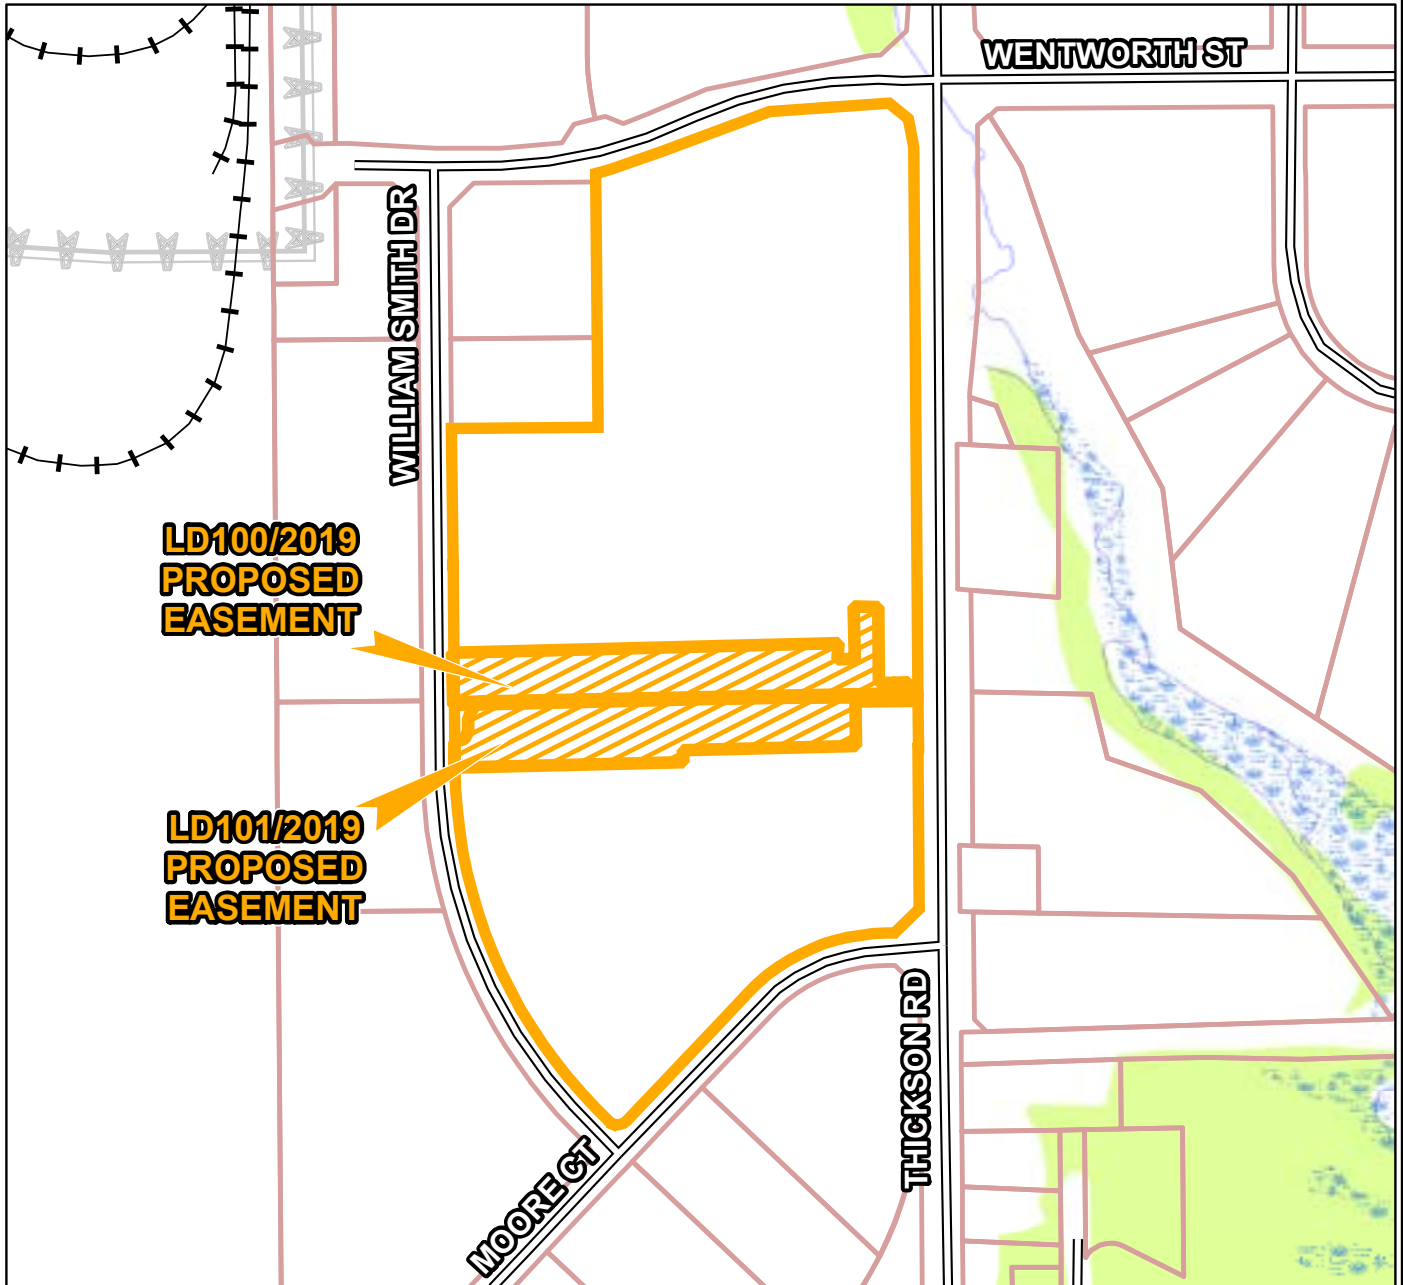 WENTWORTH ST
WILLIAM SMITH DR
LD100/2019
PROPOSED
EASEMENT
LD101/2019
PROPOSED
EASEMENT
THICKSON RD
MOORE CT